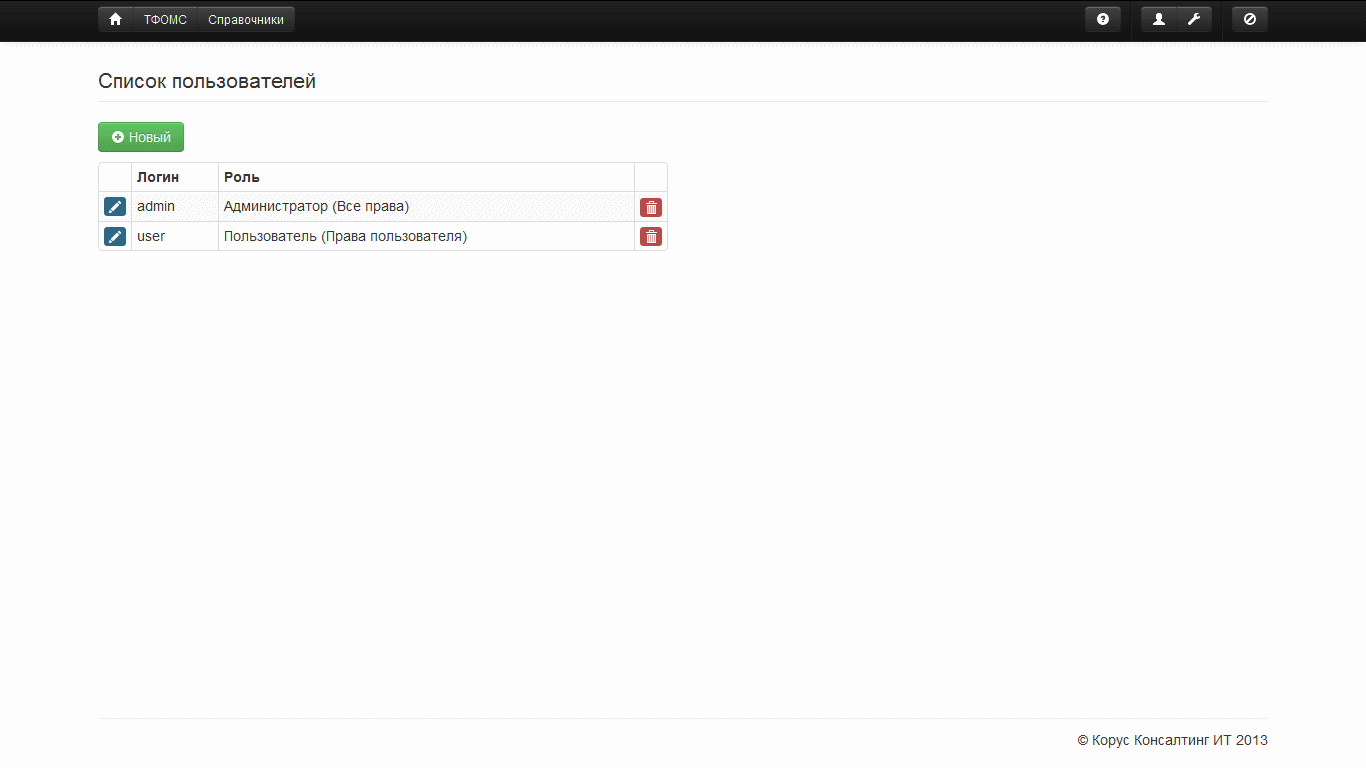 ТФОМС Справочники
Список пользователей
Новый
Логин Роль
admin Администратор (Все права)
user Пользователь (Права пользователя)
© Корус Консалтинг ИТ 2013